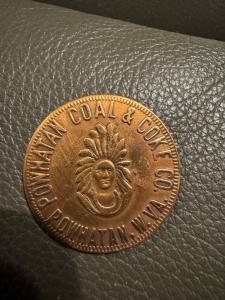 POWHATAN COAL & COKE CO.
POWHATAN, W.VA.